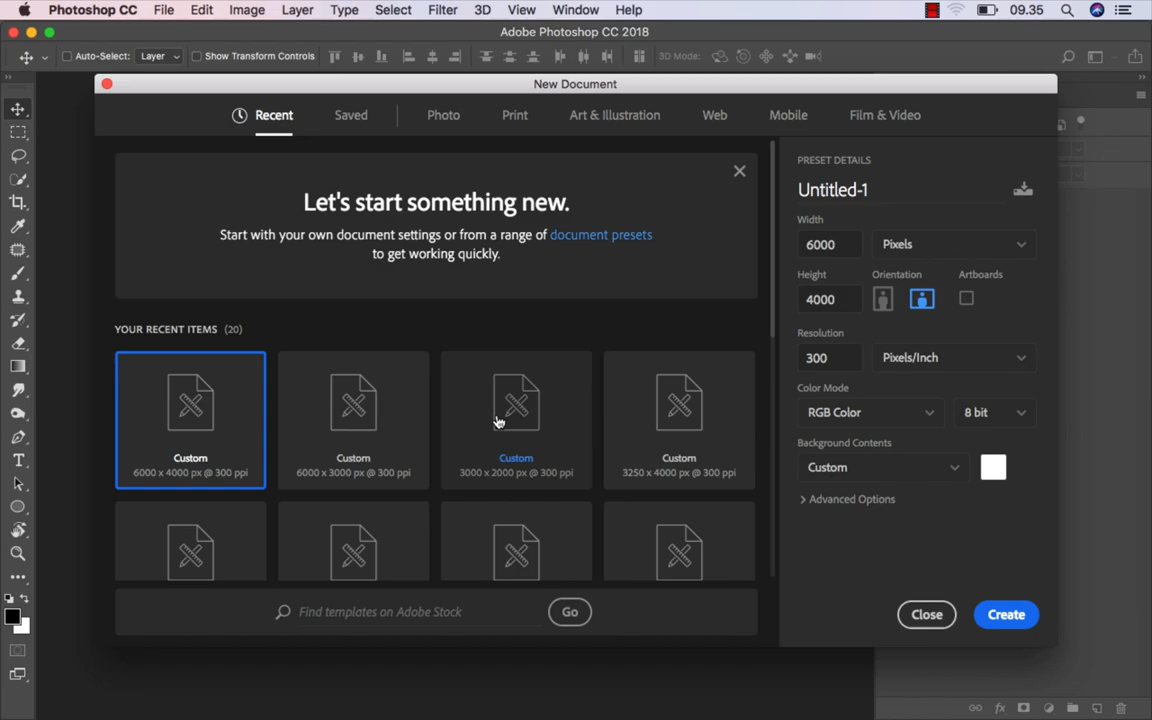 Photoshop CC File Edit Image Layer Type Select Filter 3D View Window Help 09.35
Adobe Photoshop CC 2018
Auto-Select: Layer Show Transform Controls 3D Mode:
New Document
Recent Saved Photo Print Art & Illustration Web Mobile Film & Video
Let's start something new.
Start with your own document settings or from a range of document presets
to get working quickly.
YOUR RECENT ITEMS (20)
Custom
6000 x 4000 px @ 300 ppi
Custom
6000 x 3000 px @ 300 ppi
Custom
3000 x 2000 px @ 300 ppi
Custom
3250 x 4000 px @ 300 ppi
Find templates on Adobe Stock Go
PRESET DETAILS
Untitled-1
Width
6000 Pixels
Height Orientation Artboards
4000
Resolution
300 Pixels/Inch
Color Mode
RGB Color 8 bit
Background Contents
Custom
Advanced Options
Close Create
fx